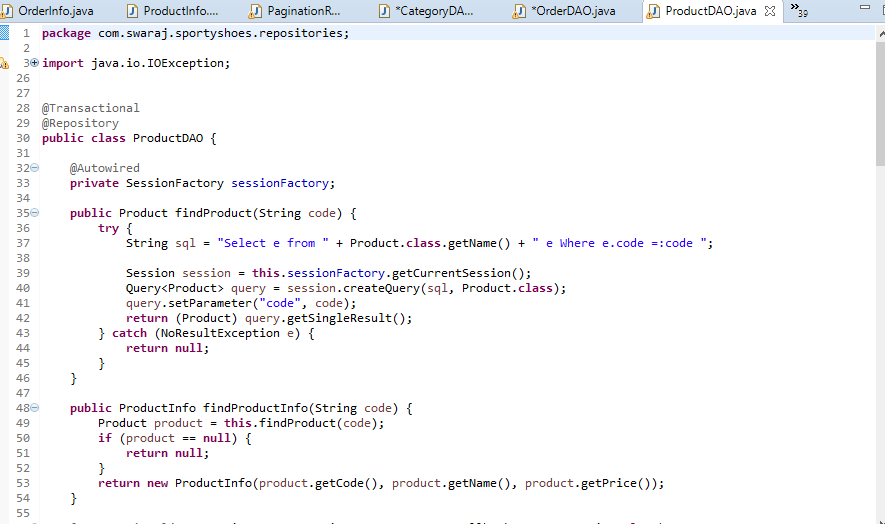 OrderInfo.java ProductInfo.... PaginationR... *CategoryDA... *OrderDAO.java ProductDAO.java »39
1 package com.swaraj.sportyshoes.repositories;
2
3 import java.io.IOException;
26
27
28 @Transactional
29 @Repository
30 public class ProductDAO {
31
32 @Autowired
33 private SessionFactory sessionFactory;
34
35 public Product findProduct(String code) {
36 try {
37 String sql = "Select e from " + Product.class.getName() + " e Where e.code =:code ";
38
39 Session session = this.sessionFactory.getCurrentSession();
40 Query<Product> query = session.createQuery(sql, Product.class);
41 query.setParameter("code", code);
42 return (Product) query.getSingleResult();
43 } catch (NoResultException e) {
44 return null;
45 }
46 }
47
48 public ProductInfo findProductInfo(String code) {
49 Product product = this.findProduct(code);
50 if (product == null) {
51 return null;
52 }
53 return new ProductInfo(product.getCode(), product.getName(), product.getPrice());
54 }
55